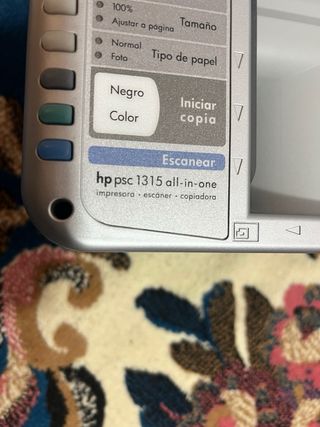 100%
Ajustar a página
Tamaño
Normal
Foto
Tipo de papel
Negro
Color
Iniciar
copia
Escanear
hp psc 1315 all-in-one
impresora • escáner • copiadora